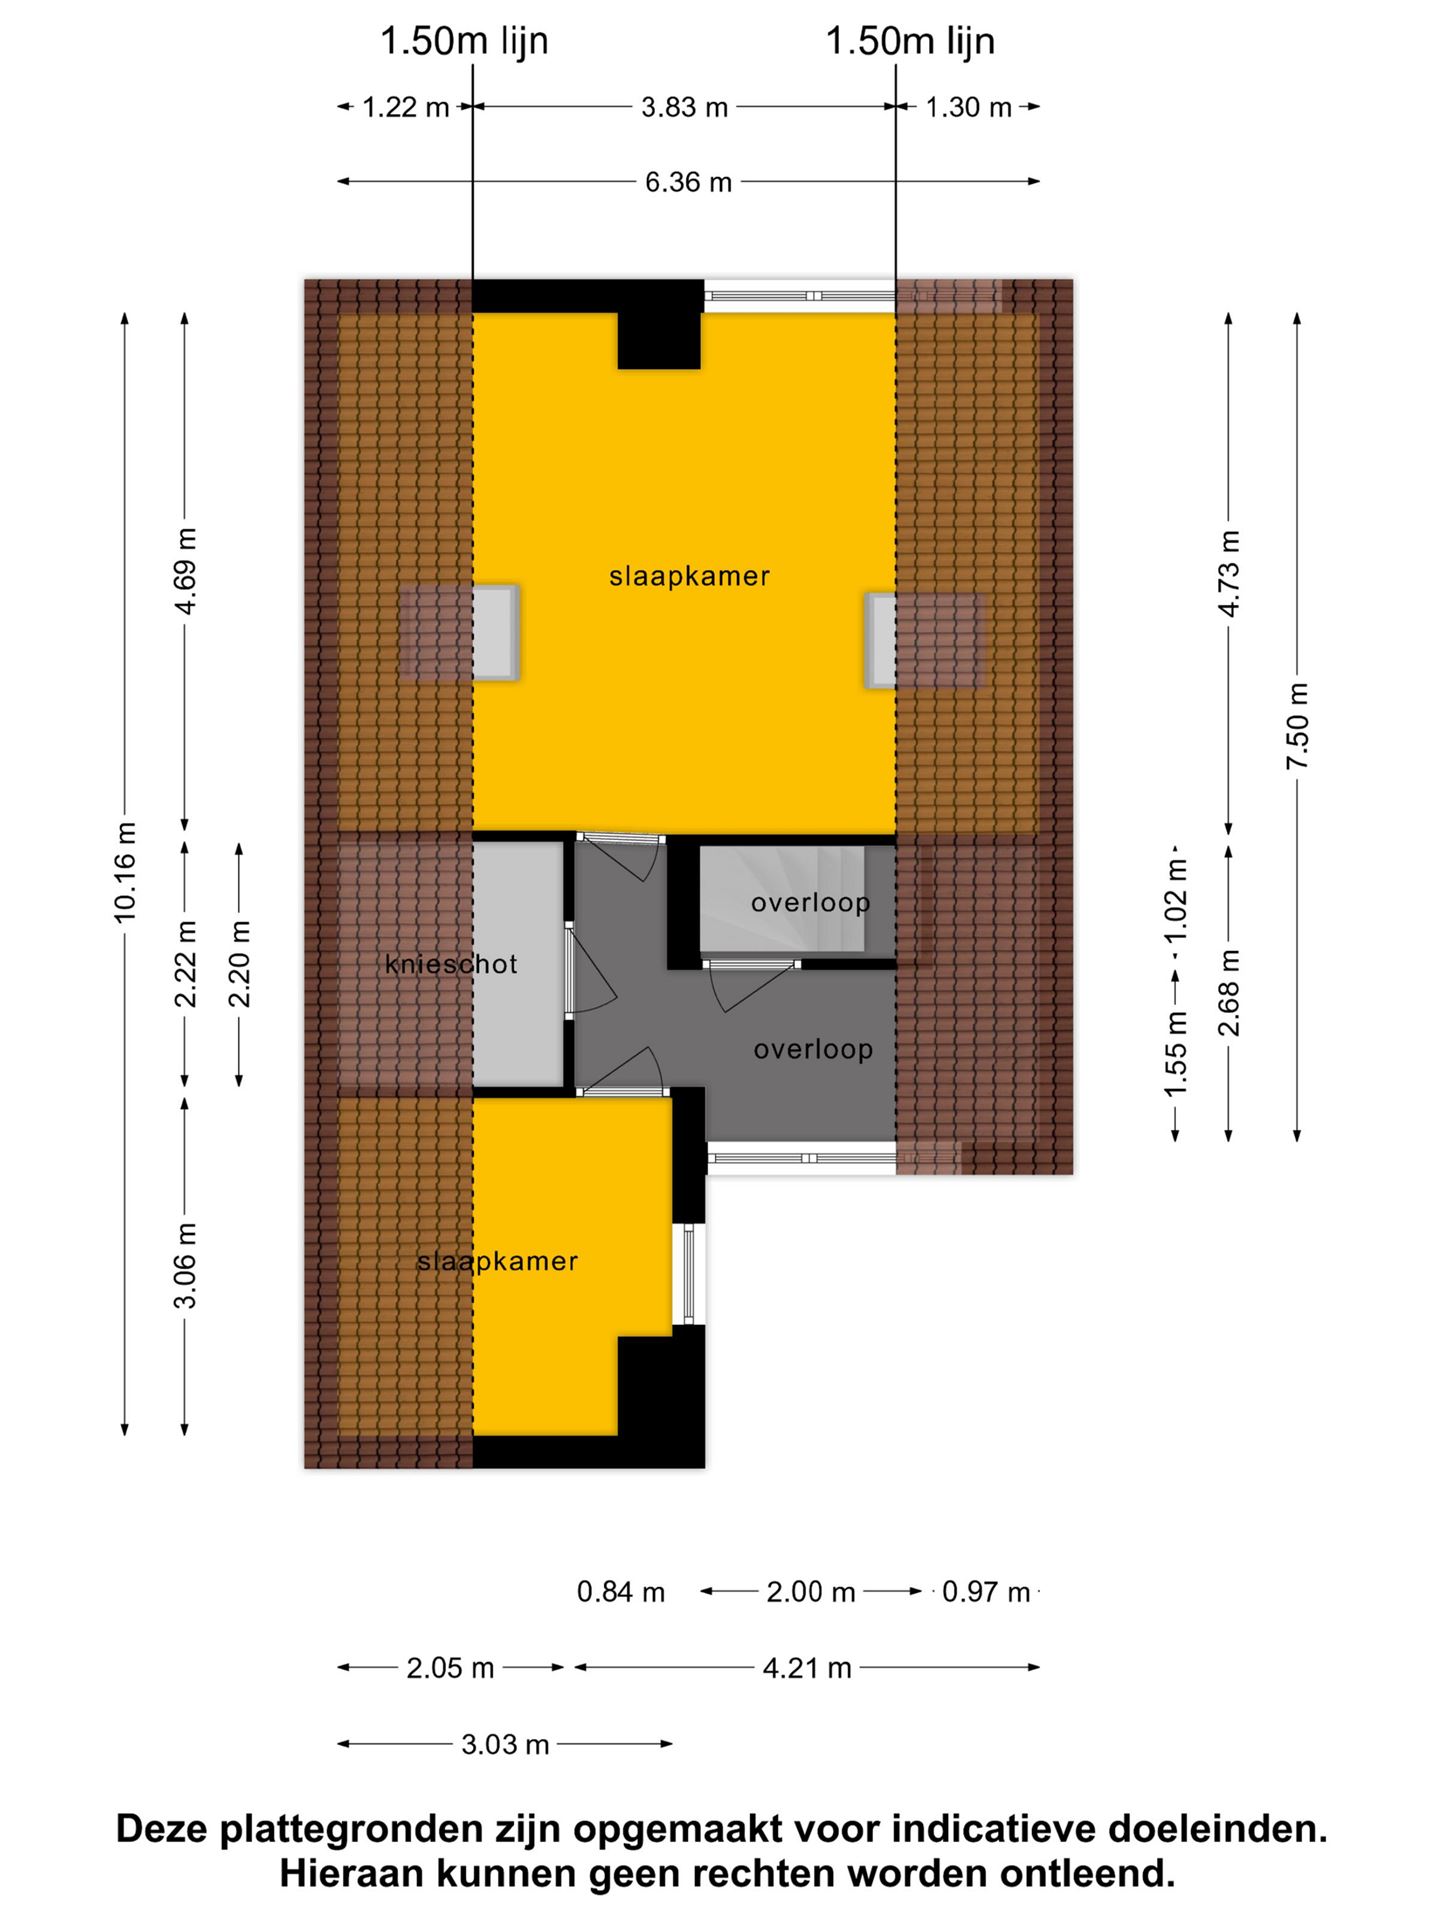 1.50m lijn 1.50m lijn
1.22 m 3.83 m 1.30 m
6.36 m
4.69 m
4.73 m
slaapkamer
7.50 m
10.16 m
2.22 m
2.20 m
1.02 m
overloop
knieschot
2.68 m
1.55 m
overloop
3.06 m
slaapkamer
0.84 m 2.00 m 0.97 m
2.05 m 4.21 m
3.03 m
Deze plattegronden zijn opgemaakt voor indicatieve doeleinden.
Hieraan kunnen geen rechten worden ontleend.